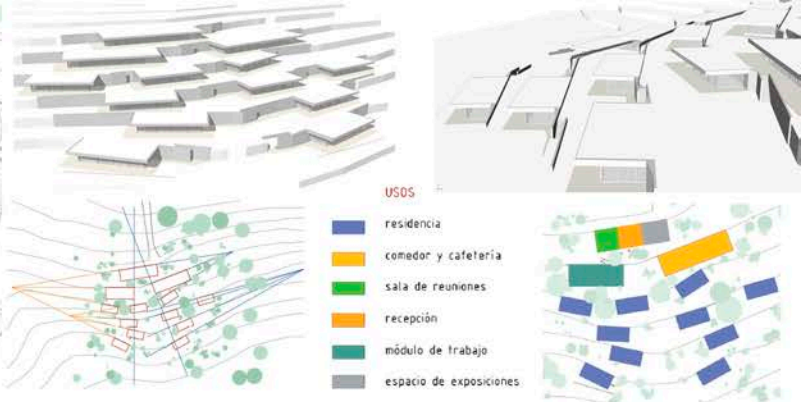 USOS
residencia
comedor y cafetería
sala de reuniones
recepción
módulo de trabajo
espacio de exposiciones